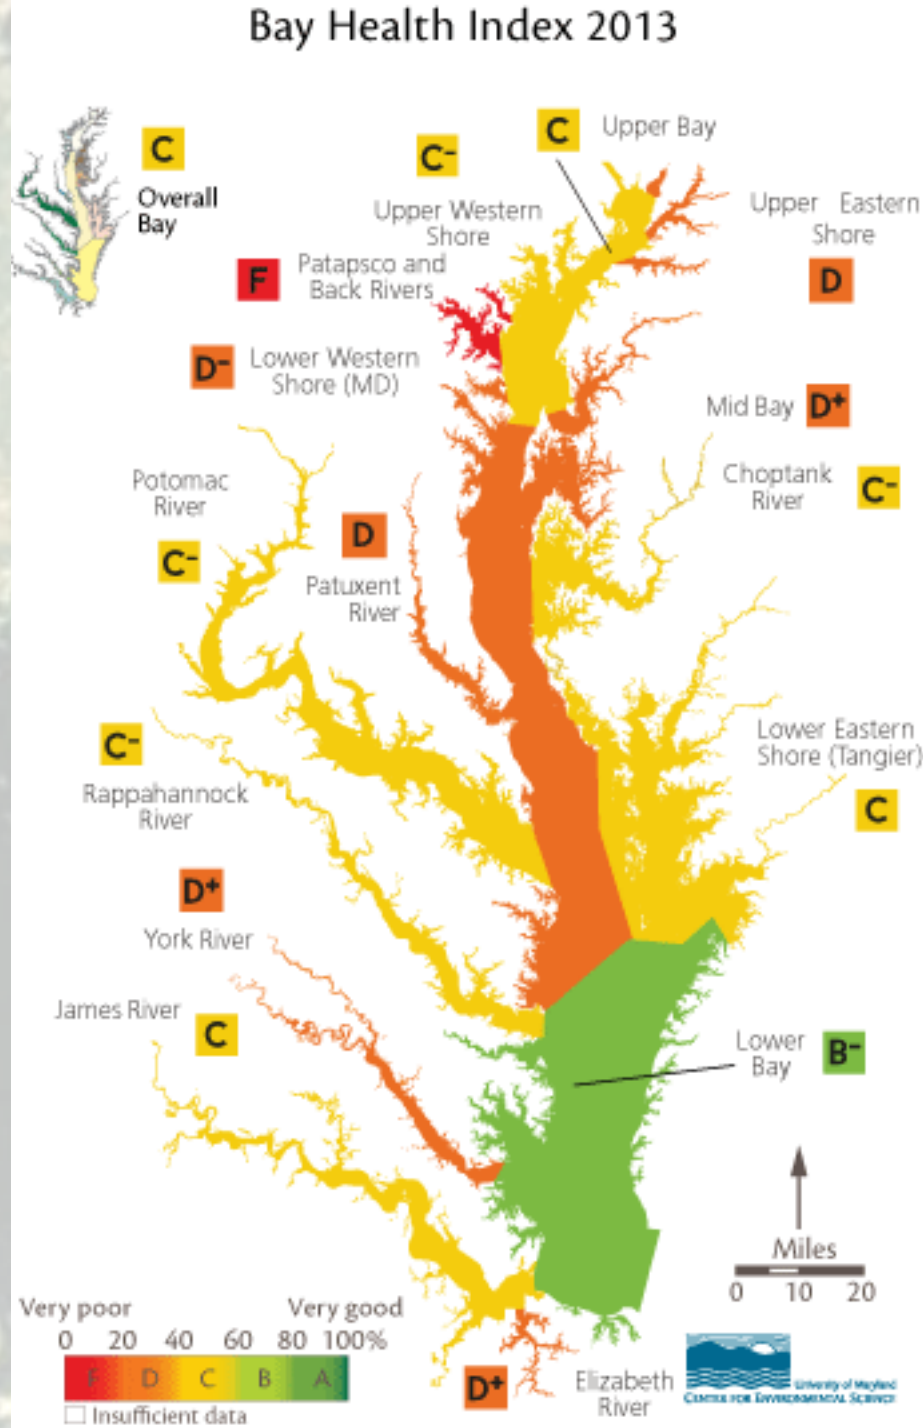 Bay Health Index 2013
C
Overall
Bay
C-
Upper Western
Shore
C
Upper Bay
Upper Eastern
Shore
D
F
Patapsco and
Back Rivers
D-
Lower Western
Shore (MD)
Mid Bay
D+
Choptank
River
C-
Potomac
River
C-
D
Patuxent
River
C-
Rappahannock
River
Lower Eastern
Shore (Tangier)
C
D+
York River
James River
C
Lower
Bay
B-
Miles
0 10 20
Very poor Very good
0 20 40 60 80 100%
F D C B A
Insufficient data
D+
Elizabeth
River
University of Maryland
CENTER FOR ENVIRONMENTAL SCIENCE